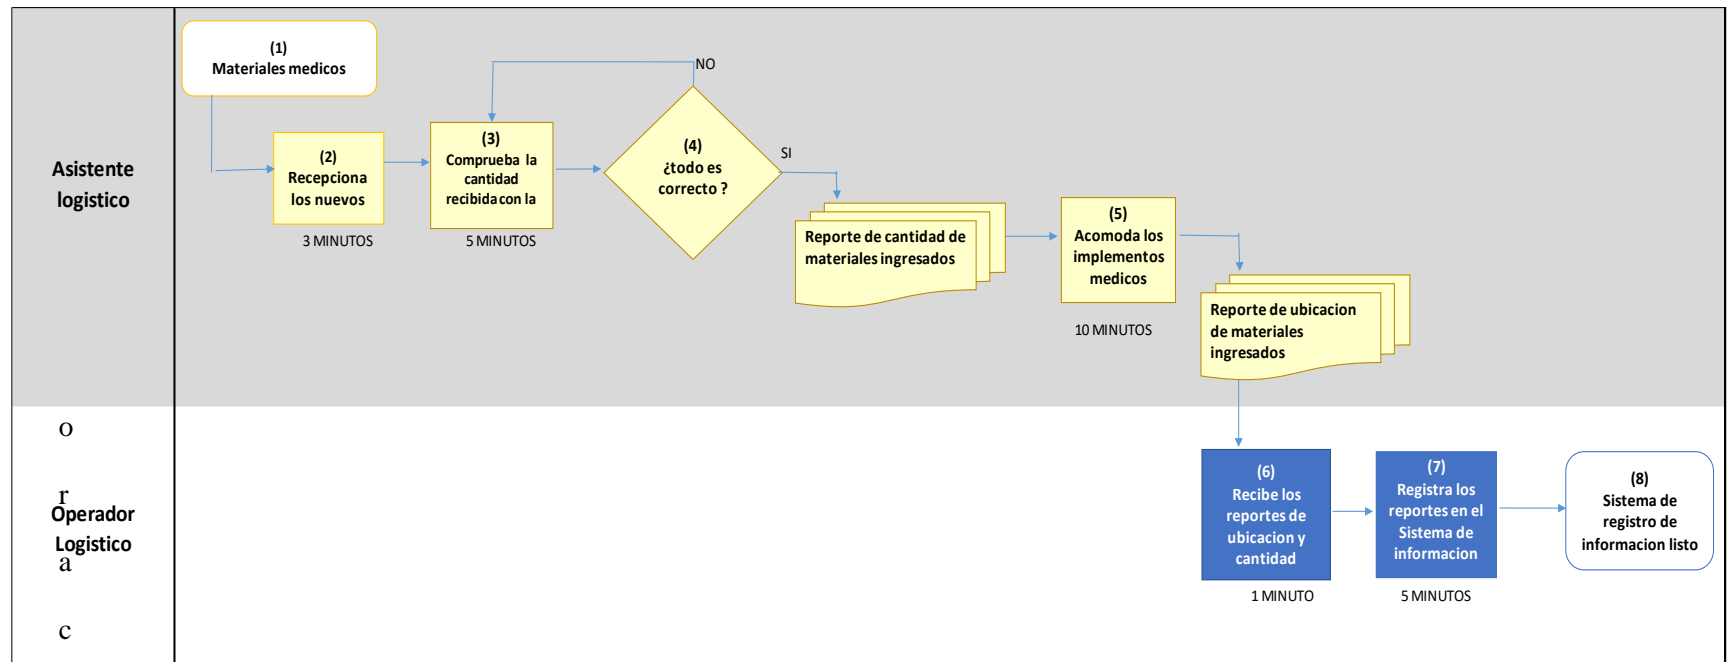 (1)
Materiales medicos
NO
(2)
Recepciona
los nuevos
3 MINUTOS
(3)
Comprueba la
cantidad
recibida con la
5 MINUTOS
(4)
¿todo es
correcto ?
SI
Asistente
logistico
Reporte de cantidad de
materiales ingresados
(5)
Acomoda los
implementos
medicos
10 MINUTOS
Reporte de ubicacion
de materiales
ingresados
o
r
Operador
Logistico
a
c
(6)
Recibe los
reportes de
ubicacion y
cantidad
1 MINUTO
(7)
Registra los
reportes en el
Sistema de
informacion
5 MINUTOS
(8)
Sistema de
registro de
informacion listo